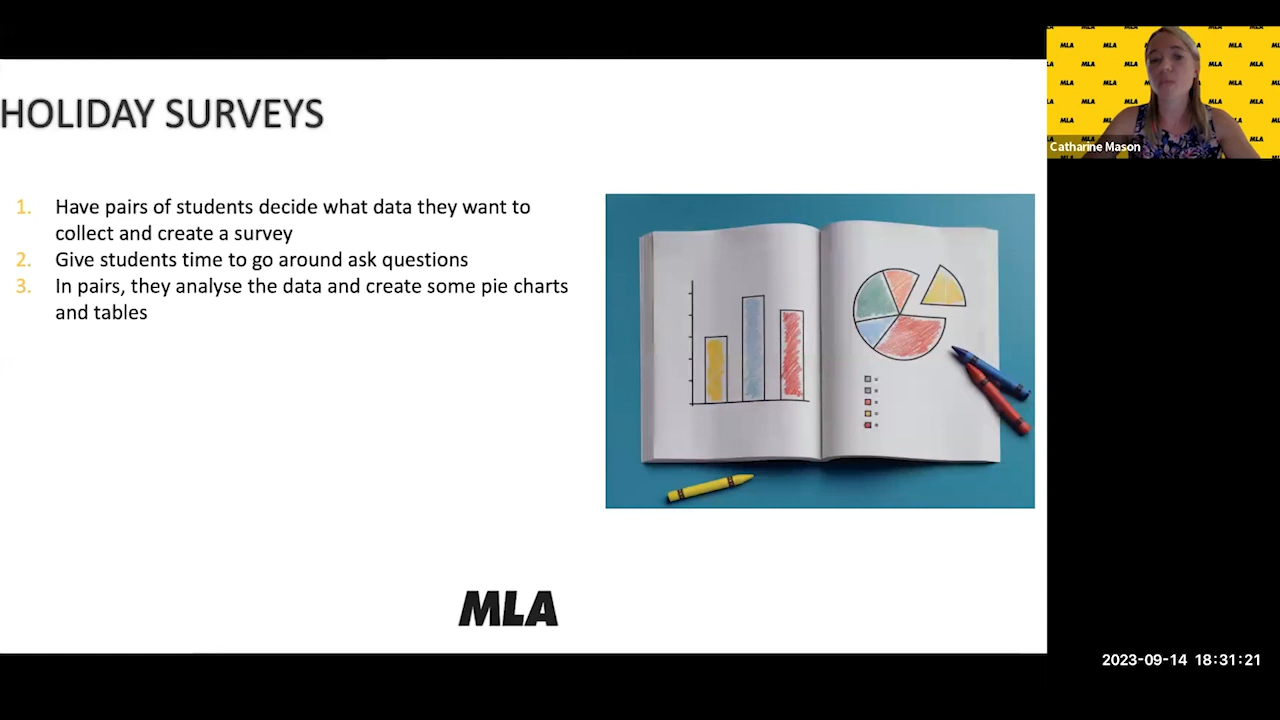 HOLIDAY SURVEYS
1. Have pairs of students decide what data they want to
collect and create a survey
2. Give students time to go around ask questions
3. In pairs, they analyse the data and create some pie charts
and tables
MLA
MLA
Catharine Mason
2023-09-14 18:31:21